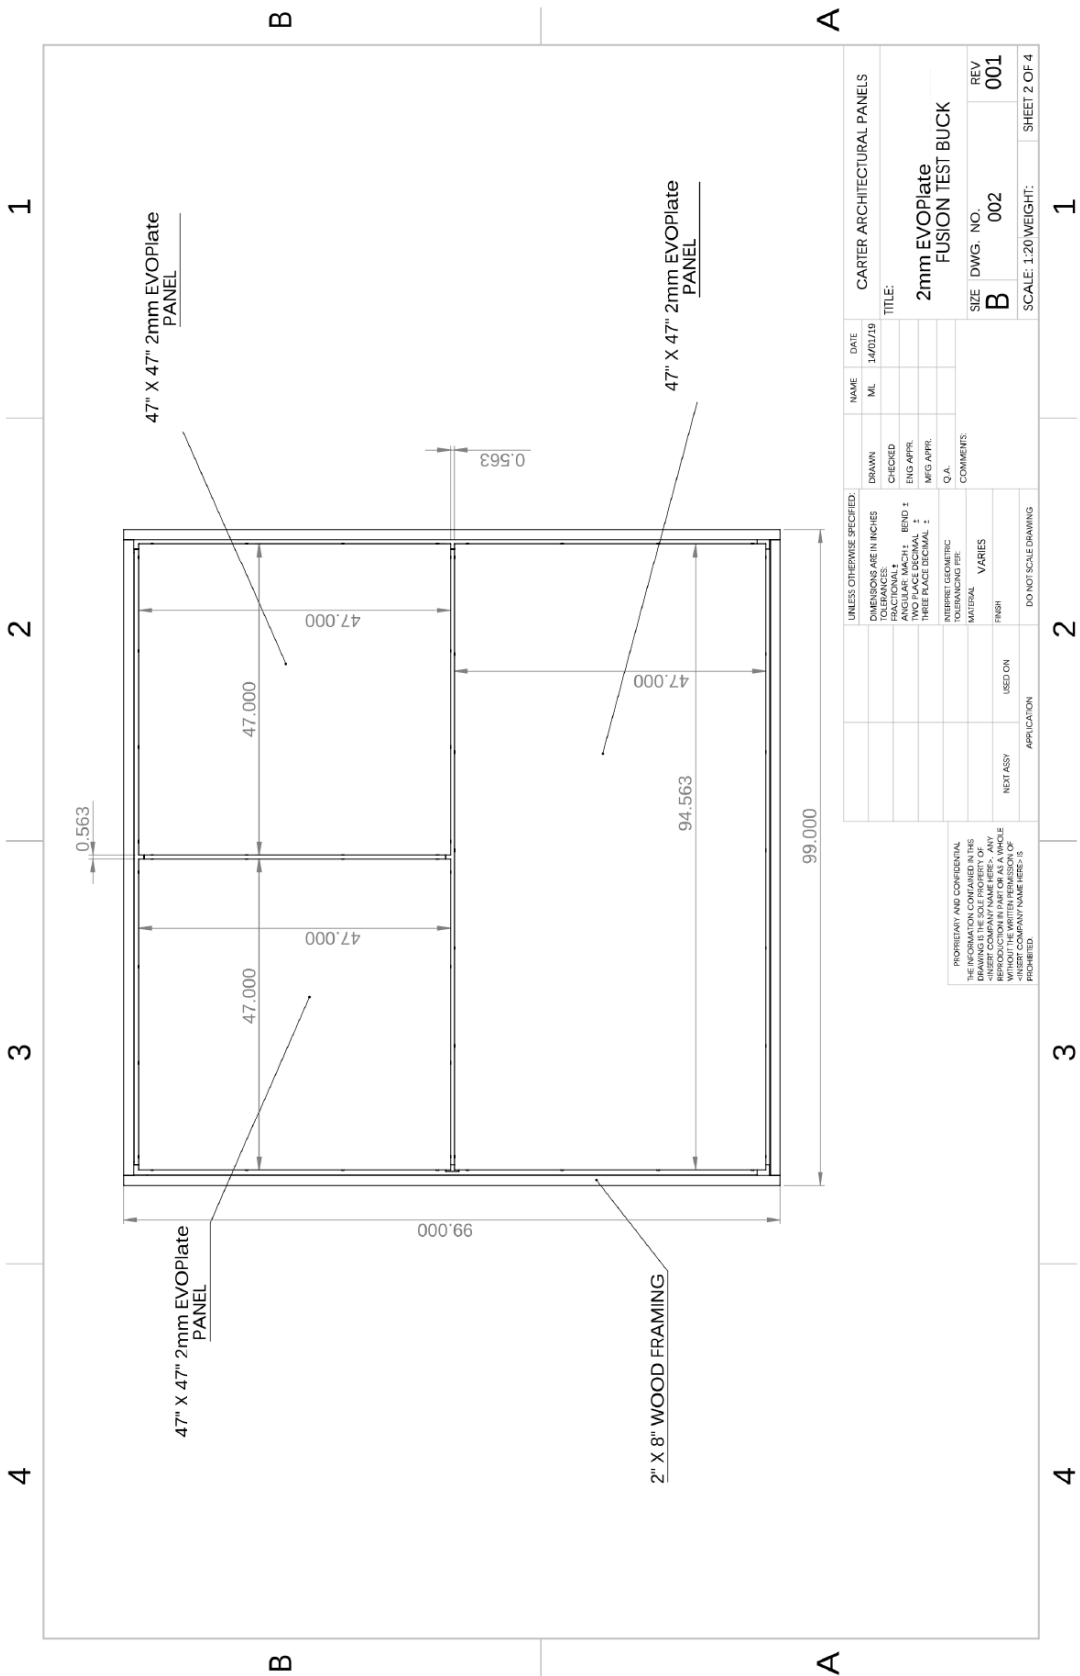 4
3
2
1
B
B
A
A
47" X 47" 2mm EVOPlate
PANEL
47" X 47" 2mm EVOPlate
PANEL
47" X 47" 2mm EVOPlate
PANEL
2" X 8" WOOD FRAMING
0.563
47.000
47.000
47.000
47.000
0.563
99.000
47.000
94.563
99.000
PROPRIETARY AND CONFIDENTIAL
THE INFORMATION CONTAINED IN THIS
DRAWING IS THE SOLE PROPERTY OF
<INSERT COMPANY NAME HERE>. ANY
REPRODUCTION IN PART OR AS A WHOLE
WITHOUT THE WRITTEN PERMISSION OF
<INSERT COMPANY NAME HERE> IS
PROHIBITED.
NEXT ASSY
USED ON
APPLICATION
UNLESS OTHERWISE SPECIFIED:
DIMENSIONS ARE IN INCHES
TOLERANCES:
FRACTIONAL ±
ANGULAR: MACH ± BEND ±
TWO PLACE DECIMAL ±
THREE PLACE DECIMAL ±
INTERPRET GEOMETRIC
TOLERANCING PER:
MATERIAL
VARIES
FINISH
DO NOT SCALE DRAWING
NAME
DATE
DRAWN
ML
14/01/19
CHECKED
ENG APPR.
MFG APPR.
Q.A.
COMMENTS:
CARTER ARCHITECTURAL PANELS
TITLE:
2mm EVOPlate
FUSION TEST BUCK
SIZE
B
DWG. NO.
002
REV
001
SCALE: 1:20
WEIGHT:
SHEET 2 OF 4
4
3
2
1